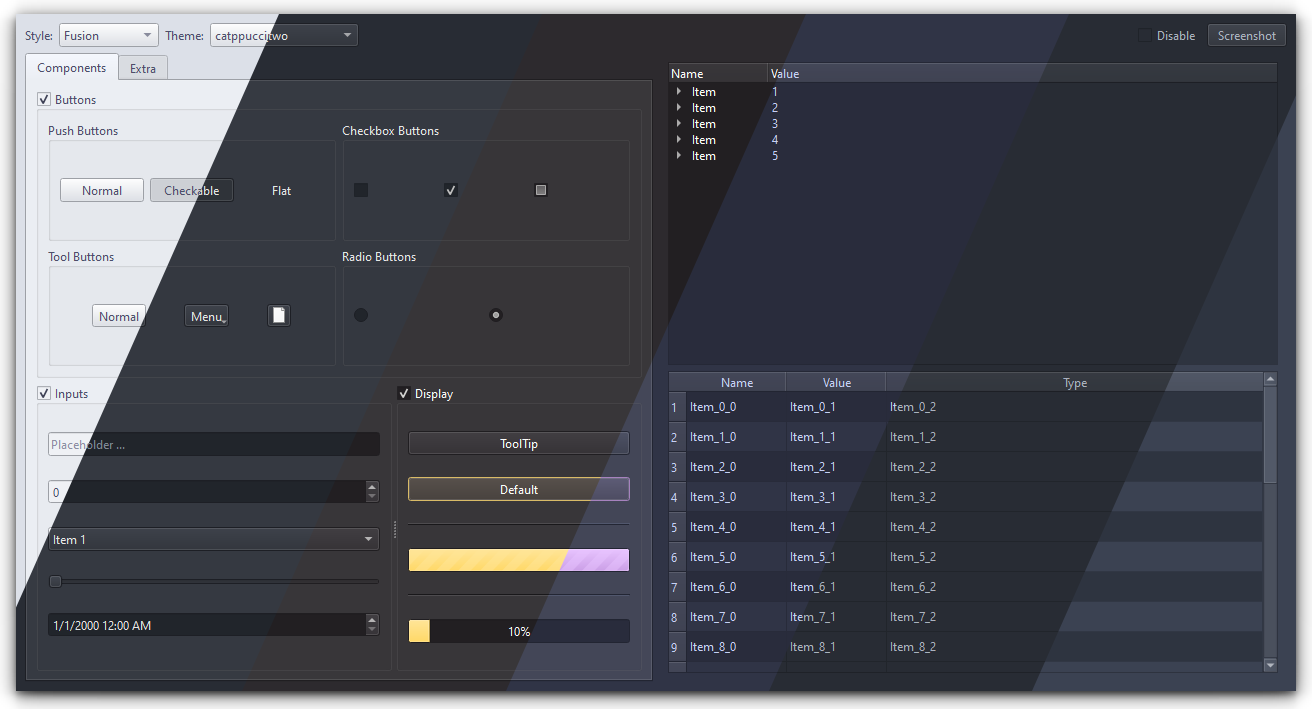 Style: Fusion Theme: catppuccitwo Disable Screenshot
Components Extra
Buttons
Push Buttons
Normal Checkable Flat
Checkbox Buttons
Tool Buttons
Normal Menu
Radio Buttons
Inputs
Placeholder ...
0
Item 1
1/1/2000 12:00 AM
Display
ToolTip
Default
10%
Name Value
Item 1
Item 2
Item 3
Item 4
Item 5
Name Value Type
1 Item_0_0 Item_0_1 Item_0_2
2 Item_1_0 Item_1_1 Item_1_2
3 Item_2_0 Item_2_1 Item_2_2
4 Item_3_0 Item_3_1 Item_3_2
5 Item_4_0 Item_4_1 Item_4_2
6 Item_5_0 Item_5_1 Item_5_2
7 Item_6_0 Item_6_1 Item_6_2
8 Item_7_0 Item_7_1 Item_7_2
9 Item_8_0 Item_8_1 Item_8_2